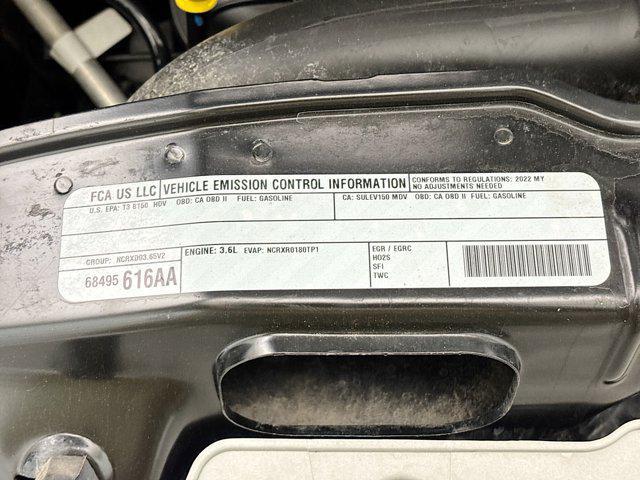 FCA US LLC VEHICLE EMISSION CONTROL INFORMATION CONFORMS TO REGULATIONS: 2022 MY
NO ADJUSTMENTS NEEDED
U.S. EPA: T3 B150 HDV OBD: CA OBD II FUEL: GASOLINE CA: SULEV150 MDV OBD: CA OBD II FUEL: GASOLINE
GROUP: NCRXD03.65V2 ENGINE: 3.6L EVAP: NCRXR0180TP1 EGR / EGRC
HO2S
SFI
TWC
68495 616AA